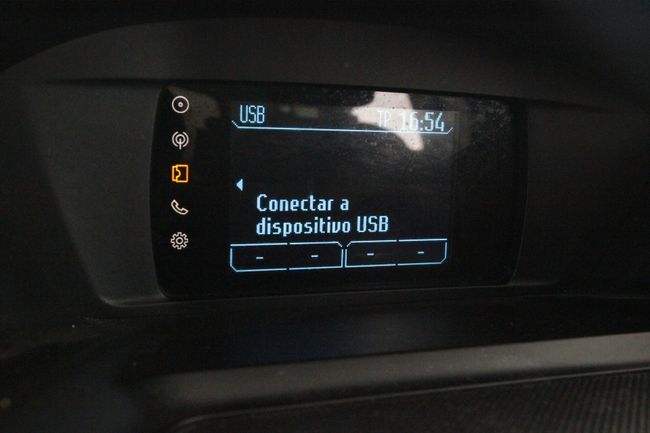 USB
TP 16:54
Conectar a
dispositivo USB